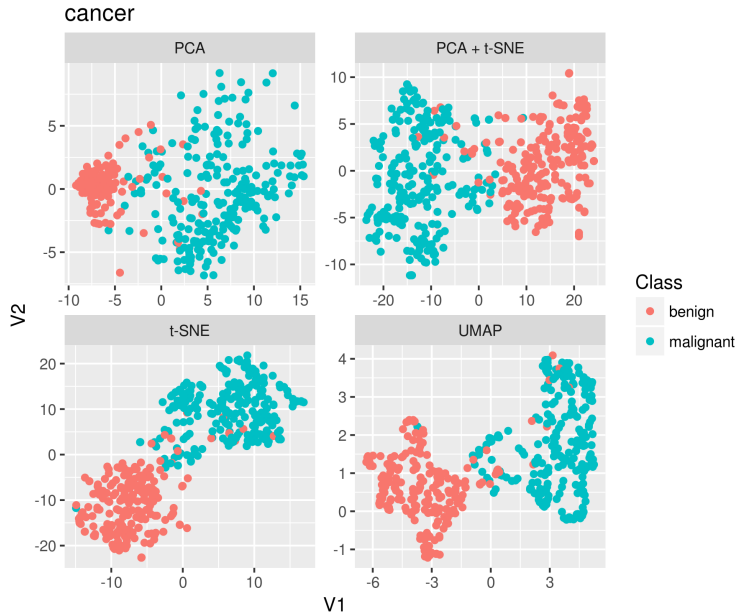 cancer
PCA
PCA + t-SNE
5
0
-5
-10 -5 0 5 10 15
10
5
0
-5
-10
-20 -10 0 10 20
t-SNE
UMAP
20
10
0
-10
-20
-10 0 10
4
3
2
1
0
-1
-6 -3 0 3
V2
V1
Class
benign
malignant